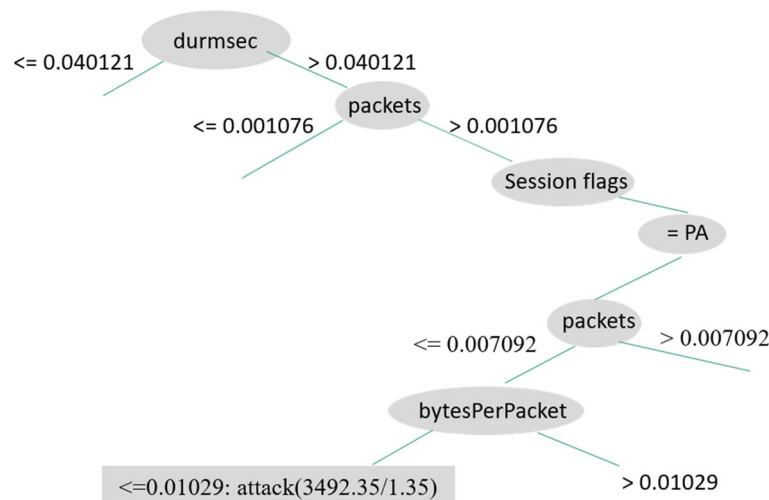 durmsec
<= 0.040121
> 0.040121
packets
<= 0.001076
> 0.001076
Session flags
= PA
packets
<= 0.007092
> 0.007092
bytesPerPacket
<=0.01029: attack(3492.35/1.35)
> 0.01029